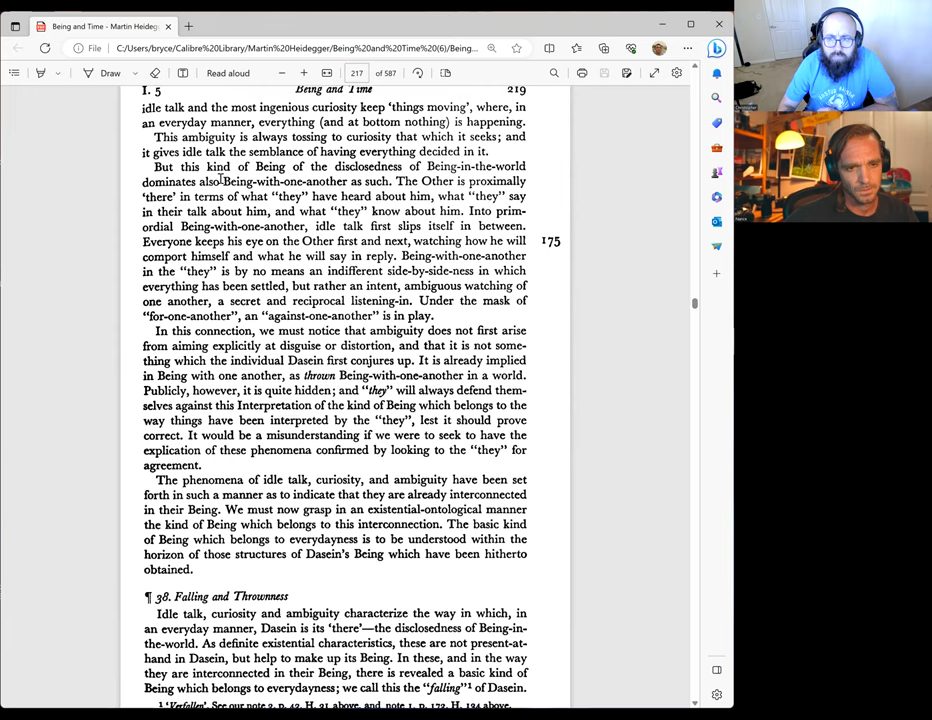 Being and Time - Martin Heideg
File
C:/Users/bryce/Calibre%20Library/Martin%20Heidegger/Being%20and%20Time%20(6)/Being...
Draw
Read aloud
217 of 587
I. 5 Being and Time 219
idle talk and the most ingenious curiosity keep 'things moving', where, in
an everyday manner, everything (and at bottom nothing) is happening.
This ambiguity is always tossing to curiosity that which it seeks; and
it gives idle talk the semblance of having everything decided in it.
But this kind of Being of the disclosedness of Being-in-the-world
dominates also Being-with-one-another as such. The Other is proximally
'there' in terms of what "they" have heard about him, what "they" say
in their talk about him, and what "they" know about him. Into prim-
ordial Being-with-one-another, idle talk first slips itself in between.
Everyone keeps his eye on the Other first and next, watching how he will
175
comport himself and what he will say in reply. Being-with-one-another
in the "they" is by no means an indifferent side-by-side-ness in which
everything has been settled, but rather an intent, ambiguous watching of
one another, a secret and reciprocal listening-in. Under the mask of
"for-one-another", an "against-one-another" is in play.
In this connection, we must notice that ambiguity does not first arise
from aiming explicitly at disguise or distortion, and that it is not some-
thing which the individual Dasein first conjures up. It is already implied
in Being with one another, as thrown Being-with-one-another in a world.
Publicly, however, it is quite hidden; and "they" will always defend them-
selves against this Interpretation of the kind of Being which belongs to the
way things have been interpreted by the "they", lest it should prove
correct. It would be a misunderstanding if we were to seek to have the
explication of these phenomena confirmed by looking to the "they" for
agreement.
The phenomena of idle talk, curiosity, and ambiguity have been set
forth in such a manner as to indicate that they are already interconnected
in their Being. We must now grasp in an existential-ontological manner
the kind of Being which belongs to this interconnection. The basic kind
of Being which belongs to everydayness is to be understood within the
horizon of those structures of Dasein's Being which have been hitherto
obtained.
¶ 38. Falling and Thrownness
Idle talk, curiosity and ambiguity characterize the way in which, in
an everyday manner, Dasein is its 'there'—the disclosedness of Being-in-
the-world. As definite existential characteristics, these are not present-at-
hand in Dasein, but help to make up its Being. In these, and in the way
they are interconnected in their Being, there is revealed a basic kind of
Being which belongs to everydayness; we call this the "falling"¹ of Dasein.
¹ 'Verfallen'. See our note 2, p. 42, H. 21 above, and note 1, p. 172, H. 134 above.